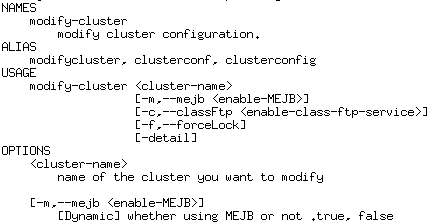 NAMES
modify-cluster
modify cluster configuration.
ALIAS
modifycluster, clusterconf, clusterconfig
USAGE
modify-cluster <cluster-name>
[-m,--mejb <enable-MEJB>]
[-c,--classFtp <enable-class-ftp-service>]
[-f,--forceLock]
[-detail]
OPTIONS
<cluster-name>
name of the cluster you want to modify
[-m,--mejb <enable-MEJB>]
[Dynamic] whether using MEJB or not .true, false